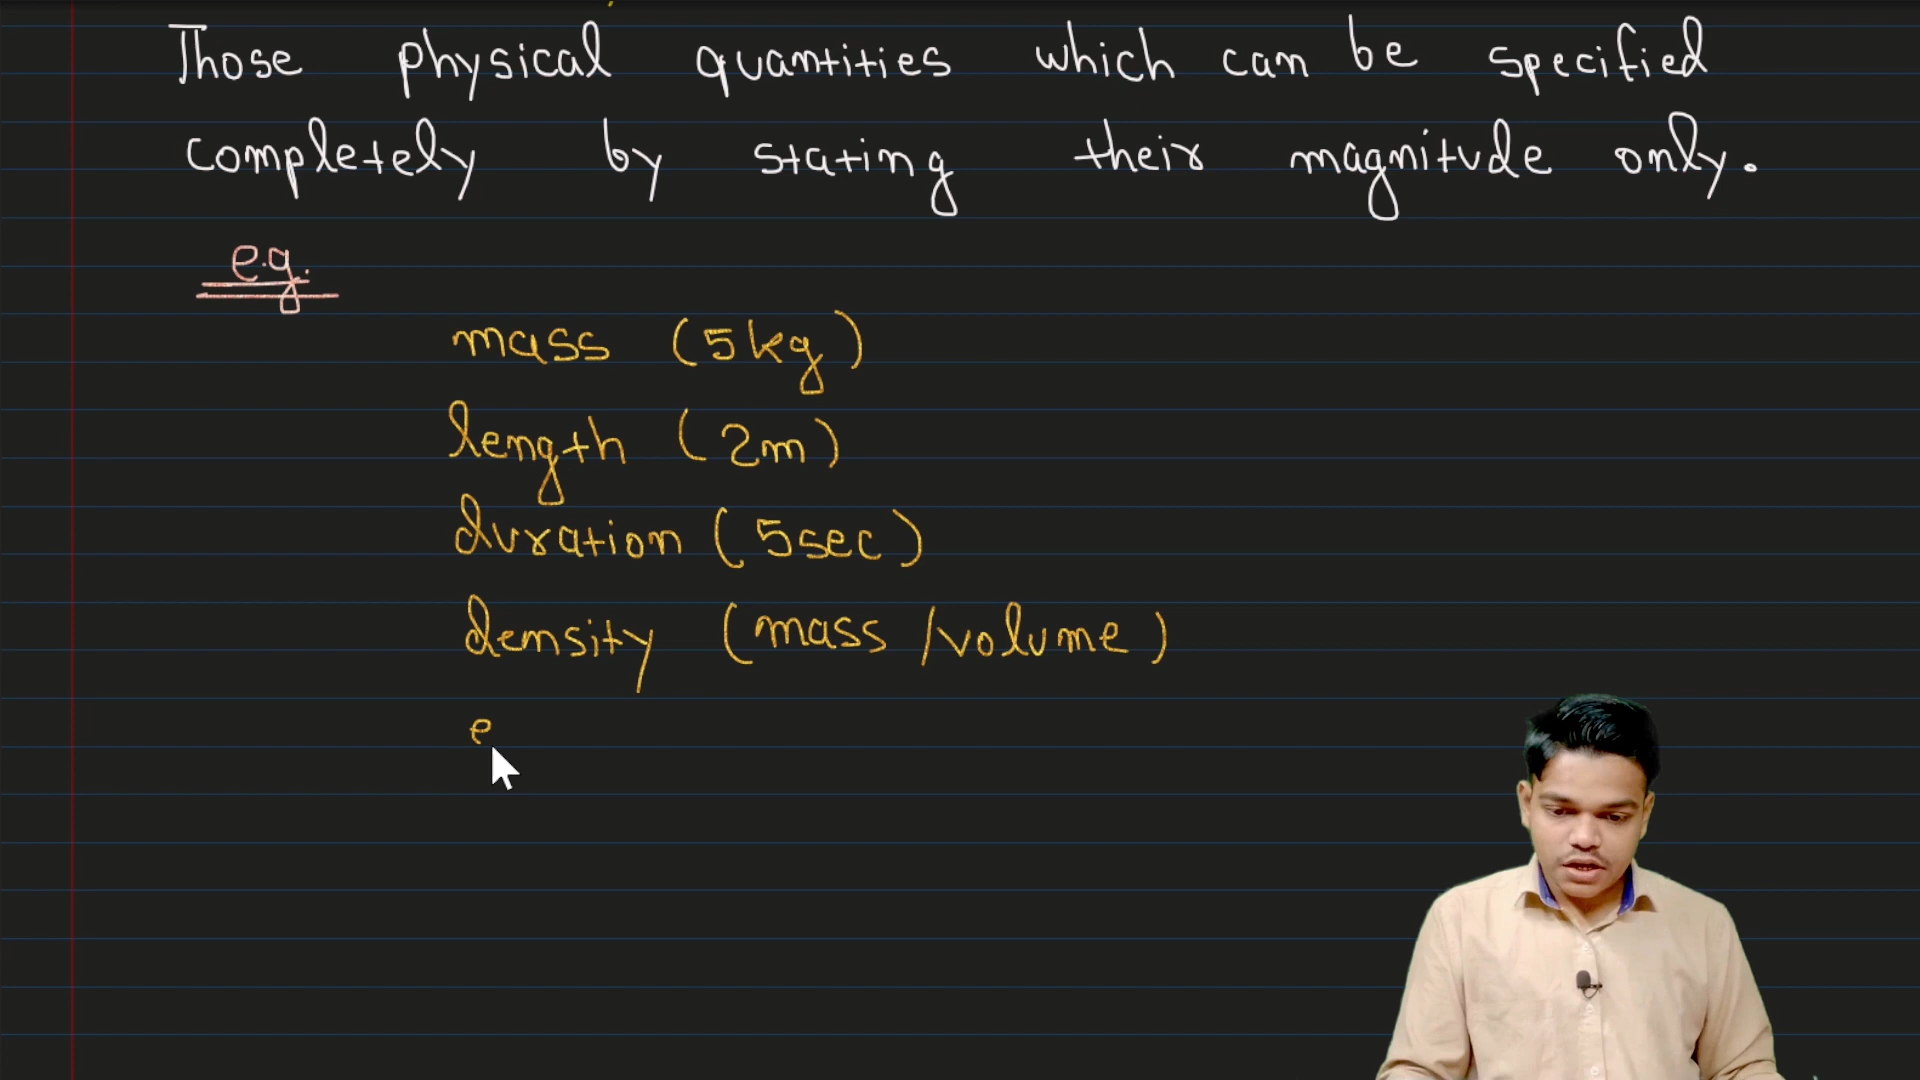 Those physical quantities which can be specified
completely by stating their magnitude only.
e.g.
mass (5kg)
length (2m)
duration (5sec)
density (mass /volume)
e